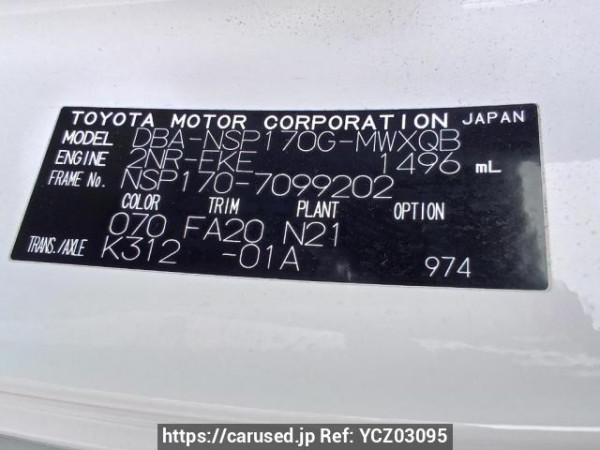 TOYOTA MOTOR CORPORATION JAPAN
MODEL DBA-NSP170G-MWXQB
ENGINE 2NR-FKE 1496 mL
FRAME No. NSP170-7099202
COLOR TRIM PLANT OPTION
070 FA20 N21
TRANS./AXLE K312 -01A 974
https://carused.jp Ref: YCZ03095